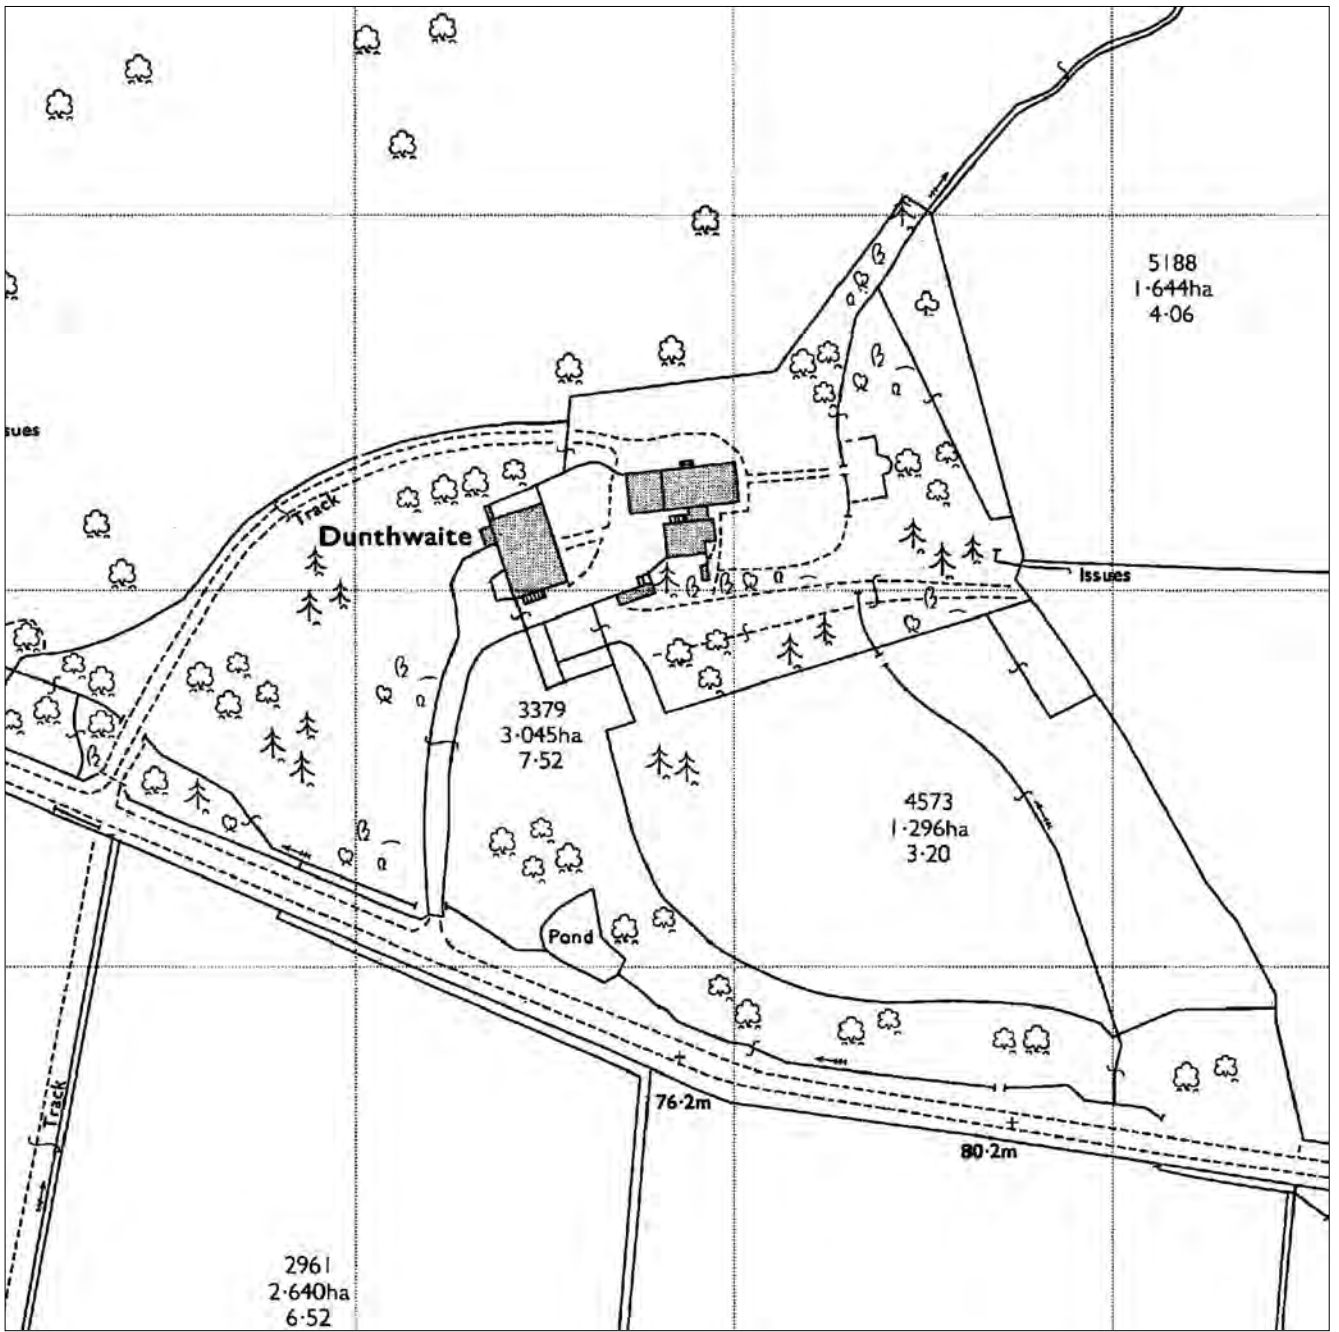 5188
1·644ha
4·06
sues
Track
Dunthwaite
Issues
3379
3·045ha
7·52
4573
1·296ha
3·20
Pond
Track
76·2m
80·2m
2961
2·640ha
6·52